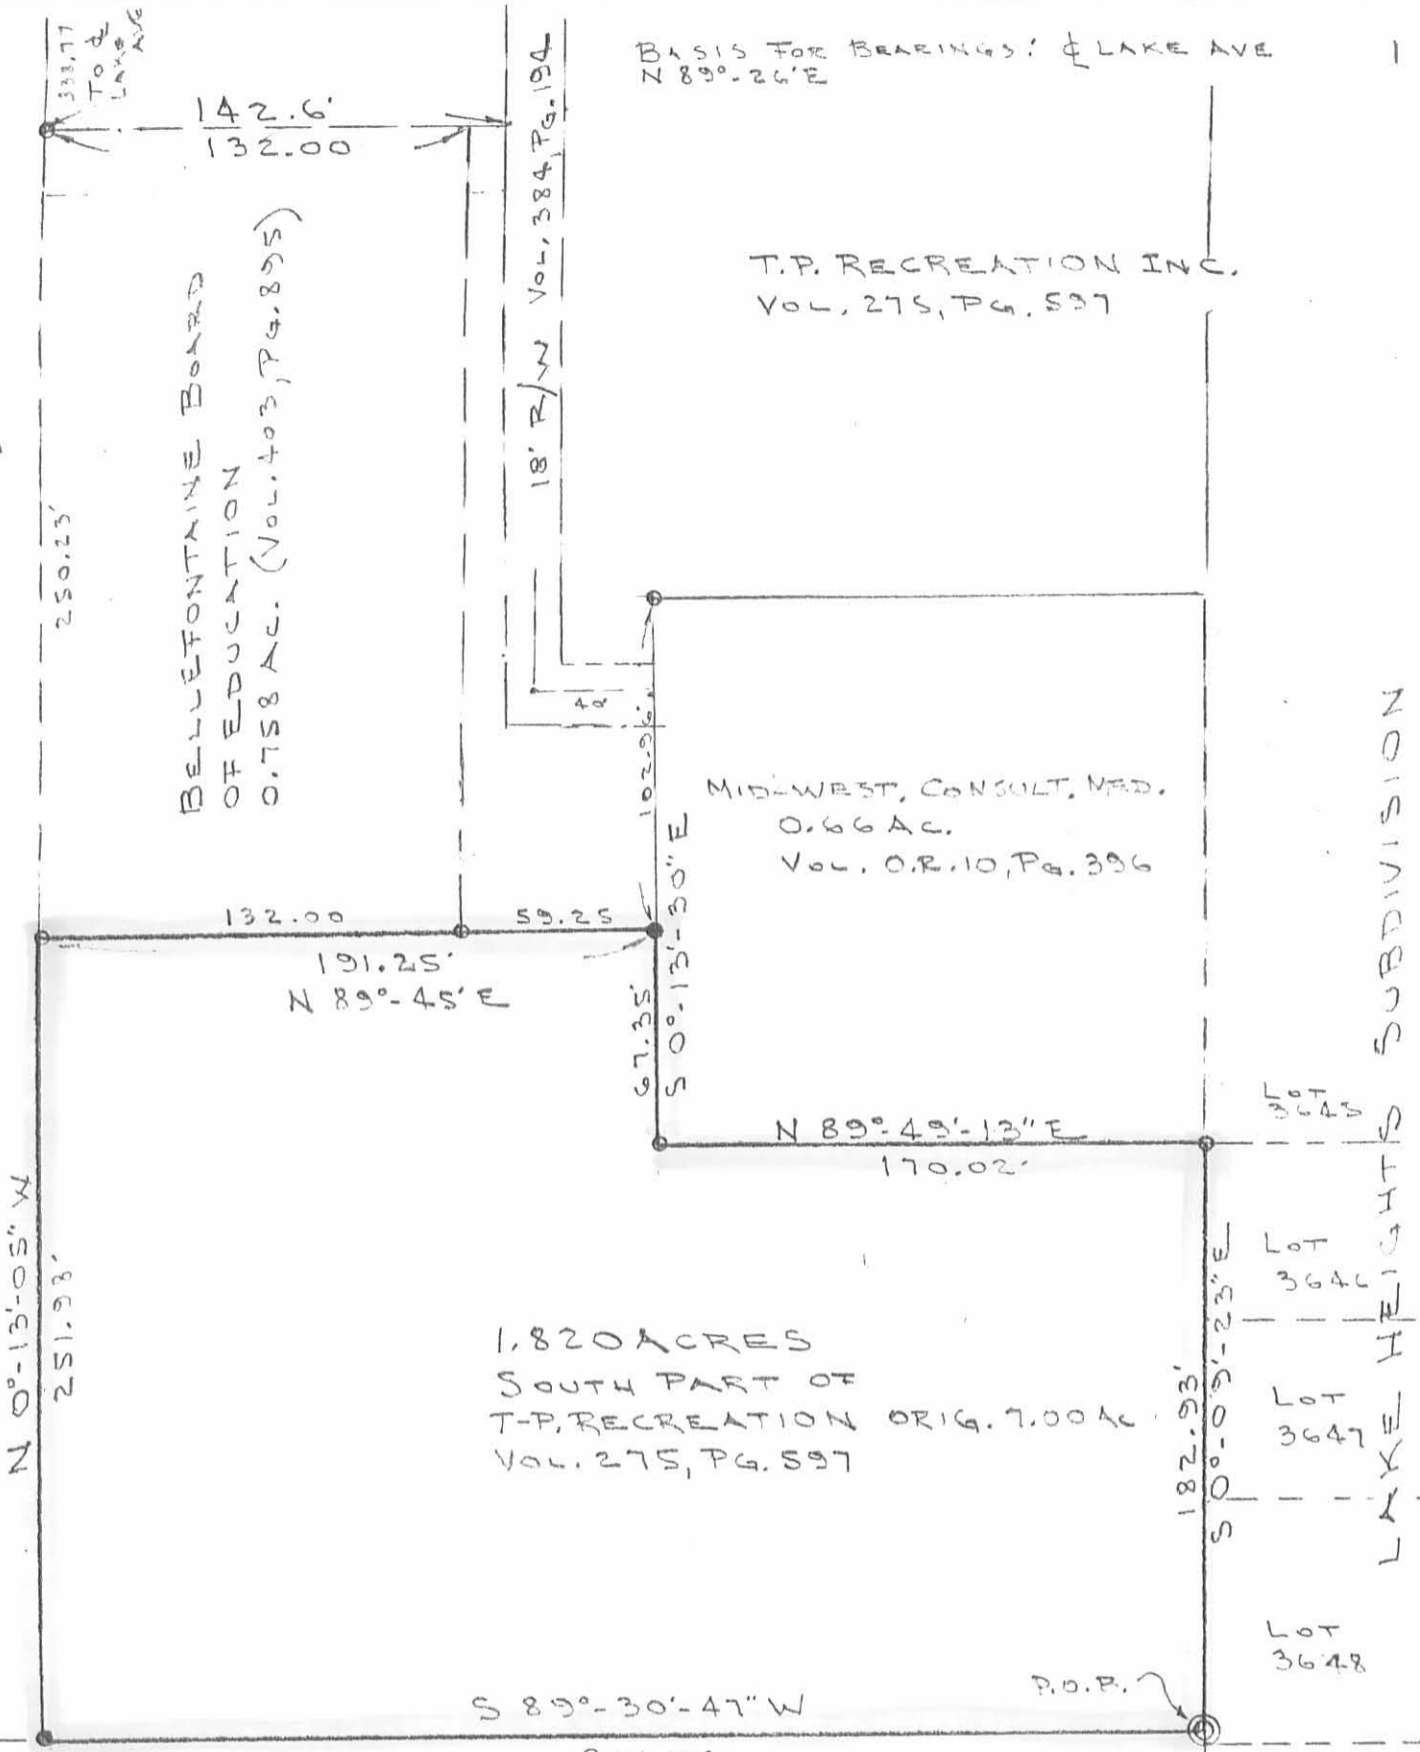 338.77
TO ℄
LAKE
AVE
BASIS FOR BEARINGS: ℄ LAKE AVE
N 89°-26'E
142.6'
132.00
18' R/W VOL. 384, PG. 194
T.P. RECREATION INC.
VOL. 275, PG. 597
250.23'
BELLEFONTAINE BOARD
OF EDUCATION
0.758 AC. (VOL. 403, PG. 895)
102.96'
MID-WEST. CONSULT. MED.
0.66 AC.
VOL. O.R. 10, PG. 396
132.00
59.25
191.25'
N 89°-45'E
67.35'
S 0°-13'-30" E
N 89°-49'-13" E
170.02'
LOT
3645
LOT
3646
LOT
3647
LOT
3648
LAKE HEIGHTS SUBDIVISION
N 0°-13'-05" W
251.98'
1.820 ACRES
SOUTH PART OF
T-P. RECREATION ORIG. 7.00 AC.
VOL. 275, PG. 597
182.93'
S 0°-09'-23" E
P.O.B.
S 89°-30'-47" W